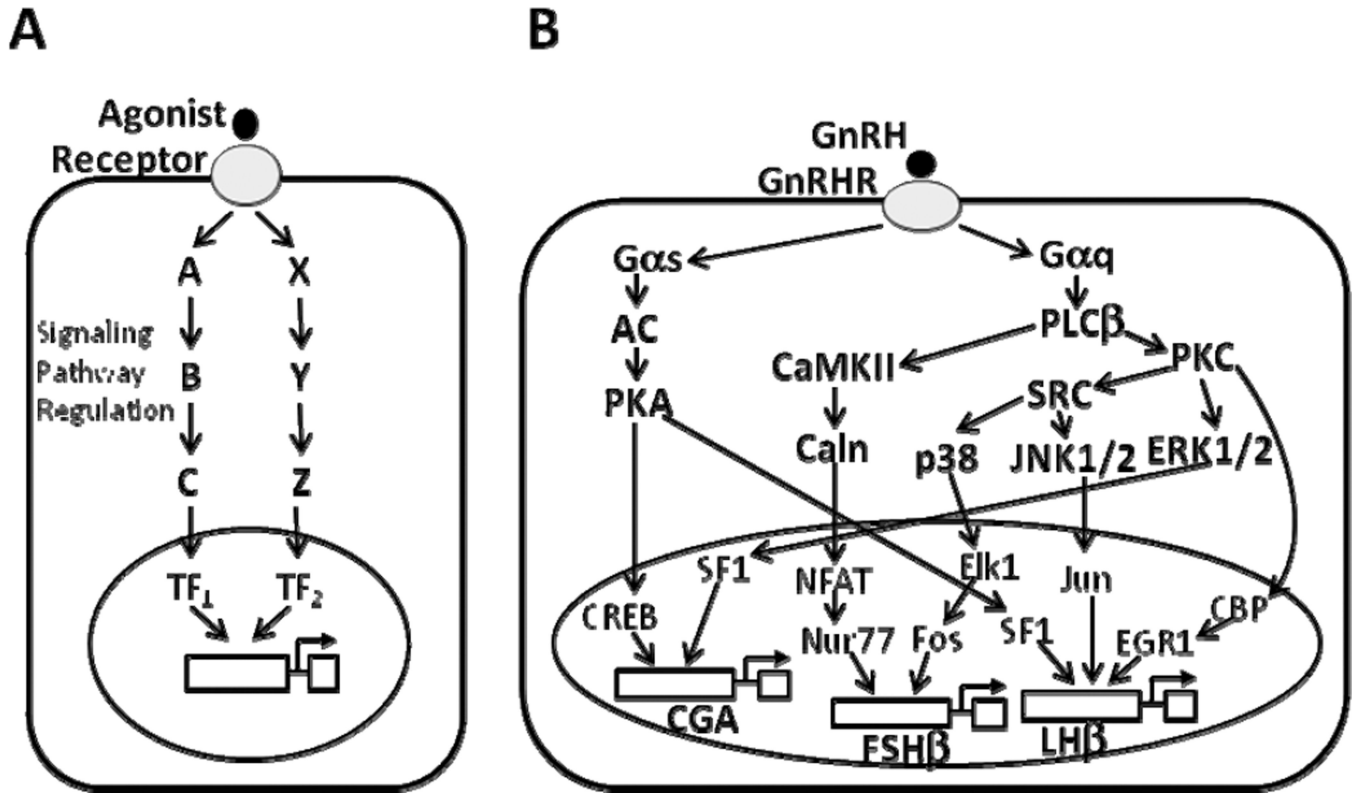 A
B
Agonist
Receptor
A
X
Signaling
Pathway
Regulation
B
Y
C
Z
TF1
TF2
GnRH
GnRHR
Gαs
Gαq
AC
PLCβ
PKC
CaMKII
SRC
PKA
Caln
p38
JNK1/2
ERK1/2
SF1
NFAT
Elk1
Jun
CREB
CBP
Nur77
Fos
SF1
EGR1
CGA
FSHβ
LHβ